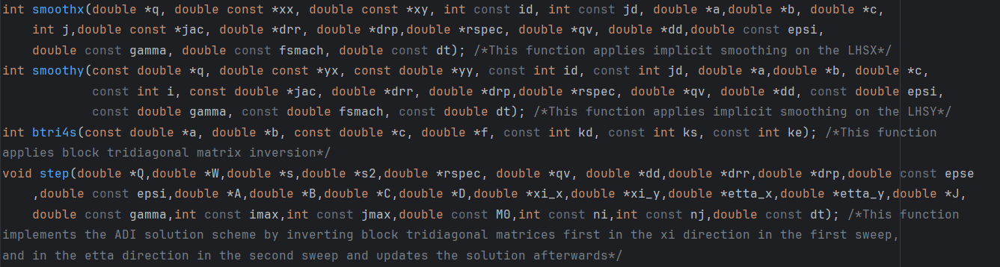 int smoothx(double *q, double const *xx, double const *xy, int const id, int const jd, double *a,double *b, double *c,
    int j,double const *jac, double *drr, double *drp,double *rspec, double *qv, double *dd,double const epsi,
    double const gamma, double const fsmach, double const dt); /*This function applies implicit smoothing on the LHSX*/
int smoothy(const double *q, double const *yx, const double *yy, const int id, const int jd, double *a,double *b, double *c,
            const int i, const double *jac, double *drr, double *drp,double *rspec, double *qv, double *dd, const double epsi,
            const double gamma, const double fsmach, const double dt); /*This function applies implicit smoothing on the LHSY*/
int btri4s(const double *a, double *b, const double *c, double *f, const int kd, const int ks, const int ke); /*This function
applies block tridiagonal matrix inversion*/
void step(double *Q,double *W,double *s,double *s2,double *rspec, double *qv, double *dd,double *drr,double *drp,double const epse
    ,double const epsi,double *A,double *B,double *C,double *D,double *xi_x,double *xi_y,double *etta_x,double *etta_y,double *J,
    double const gamma,int const imax,int const jmax,double const M0,int const ni,int const nj,double const dt); /*This function
implements the ADI solution scheme by inverting block tridiagonal matrices first in the xi direction in the first sweep,
and in the etta direction in the second sweep and updates the solution afterwards*/